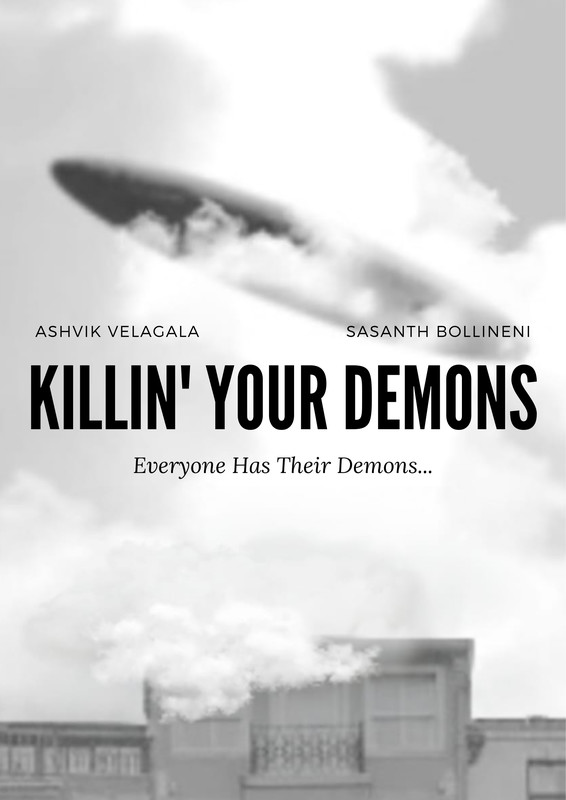 ASHVIK VELAGALA SASANTH BOLLINENI
KILLIN' YOUR DEMONS
Everyone Has Their Demons...